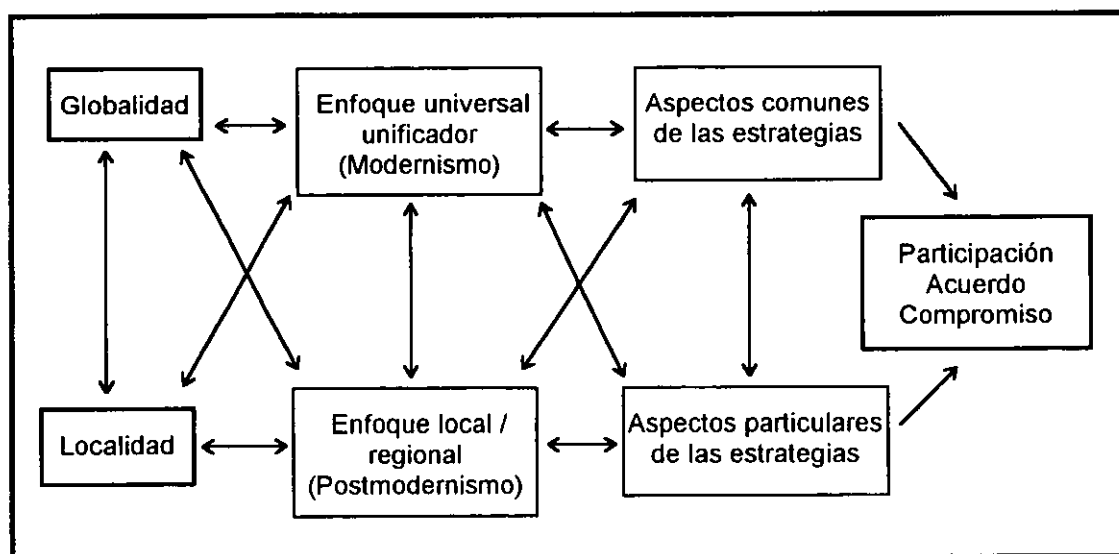 Globalidad
Enfoque universal
unificador
(Modernismo)
Aspectos comunes
de las estrategias
Participación
Acuerdo
Compromiso
Localidad
Enfoque local /
regional
(Postmodernismo)
Aspectos particulares
de las estrategias